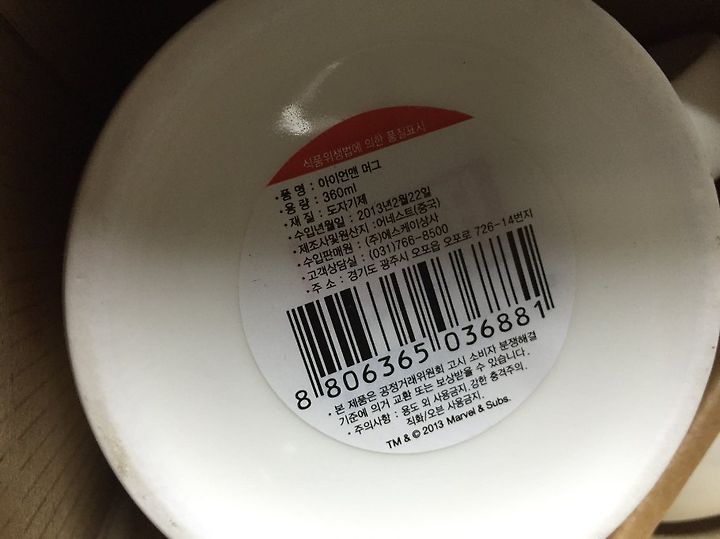 식품위생법에 의한 품질표시
·품 명 : 아이언맨 머그
·용 량 : 360ml
·재 질 : 도자기제
·수입년월일 : 2013년2월22일
·제조사및원산지 : 어네스트(중국)
·수입판매원 : (주)에스케이상사
·고객상담실 : (031)766-8500
·주 소 : 경기도 광주시 오포읍 오포로 726-14번지
8 806365 036881
·본 제품은 공정거래위원회 고시 소비자 분쟁해결
기준에 의거 교환 또는 보상받을 수 있습니다.
·주의사항 : 용도 외 사용금지, 강한 충격주의.
직화/오븐 사용금지.
TM & © 2013 Marvel & Subs.